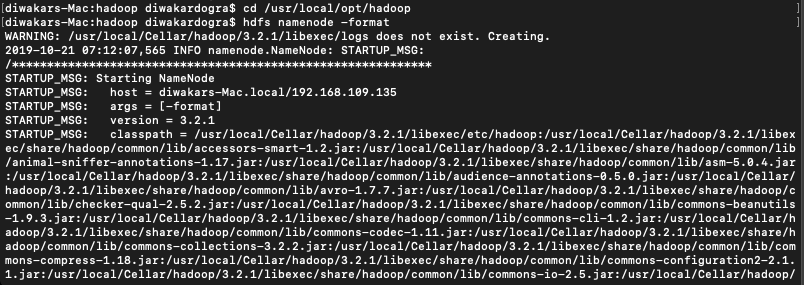 [diwakars-Mac:hadoop diwakardogra$ cd /usr/local/opt/hadoop ]
[diwakars-Mac:hadoop diwakardogra$ hdfs namenode -format ]
WARNING: /usr/local/Cellar/hadoop/3.2.1/libexec/logs does not exist. Creating.
2019-10-21 07:12:07,565 INFO namenode.NameNode: STARTUP_MSG:
/************************************************************
STARTUP_MSG: Starting NameNode
STARTUP_MSG:   host = diwakars-Mac.local/192.168.109.135
STARTUP_MSG:   args = [-format]
STARTUP_MSG:   version = 3.2.1
STARTUP_MSG:   classpath = /usr/local/Cellar/hadoop/3.2.1/libexec/etc/hadoop:/usr/local/Cellar/hadoop/3.2.1/libex
ec/share/hadoop/common/lib/accessors-smart-1.2.jar:/usr/local/Cellar/hadoop/3.2.1/libexec/share/hadoop/common/lib
/animal-sniffer-annotations-1.17.jar:/usr/local/Cellar/hadoop/3.2.1/libexec/share/hadoop/common/lib/asm-5.0.4.jar
:/usr/local/Cellar/hadoop/3.2.1/libexec/share/hadoop/common/lib/audience-annotations-0.5.0.jar:/usr/local/Cellar/
hadoop/3.2.1/libexec/share/hadoop/common/lib/avro-1.7.7.jar:/usr/local/Cellar/hadoop/3.2.1/libexec/share/hadoop/c
ommon/lib/checker-qual-2.5.2.jar:/usr/local/Cellar/hadoop/3.2.1/libexec/share/hadoop/common/lib/commons-beanutils
-1.9.3.jar:/usr/local/Cellar/hadoop/3.2.1/libexec/share/hadoop/common/lib/commons-cli-1.2.jar:/usr/local/Cellar/h
adoop/3.2.1/libexec/share/hadoop/common/lib/commons-codec-1.11.jar:/usr/local/Cellar/hadoop/3.2.1/libexec/share/h
adoop/common/lib/commons-collections-3.2.2.jar:/usr/local/Cellar/hadoop/3.2.1/libexec/share/hadoop/common/lib/com
mons-compress-1.18.jar:/usr/local/Cellar/hadoop/3.2.1/libexec/share/hadoop/common/lib/commons-configuration2-2.1.
1.jar:/usr/local/Cellar/hadoop/3.2.1/libexec/share/hadoop/common/lib/commons-io-2.5.jar:/usr/local/Cellar/hadoop/